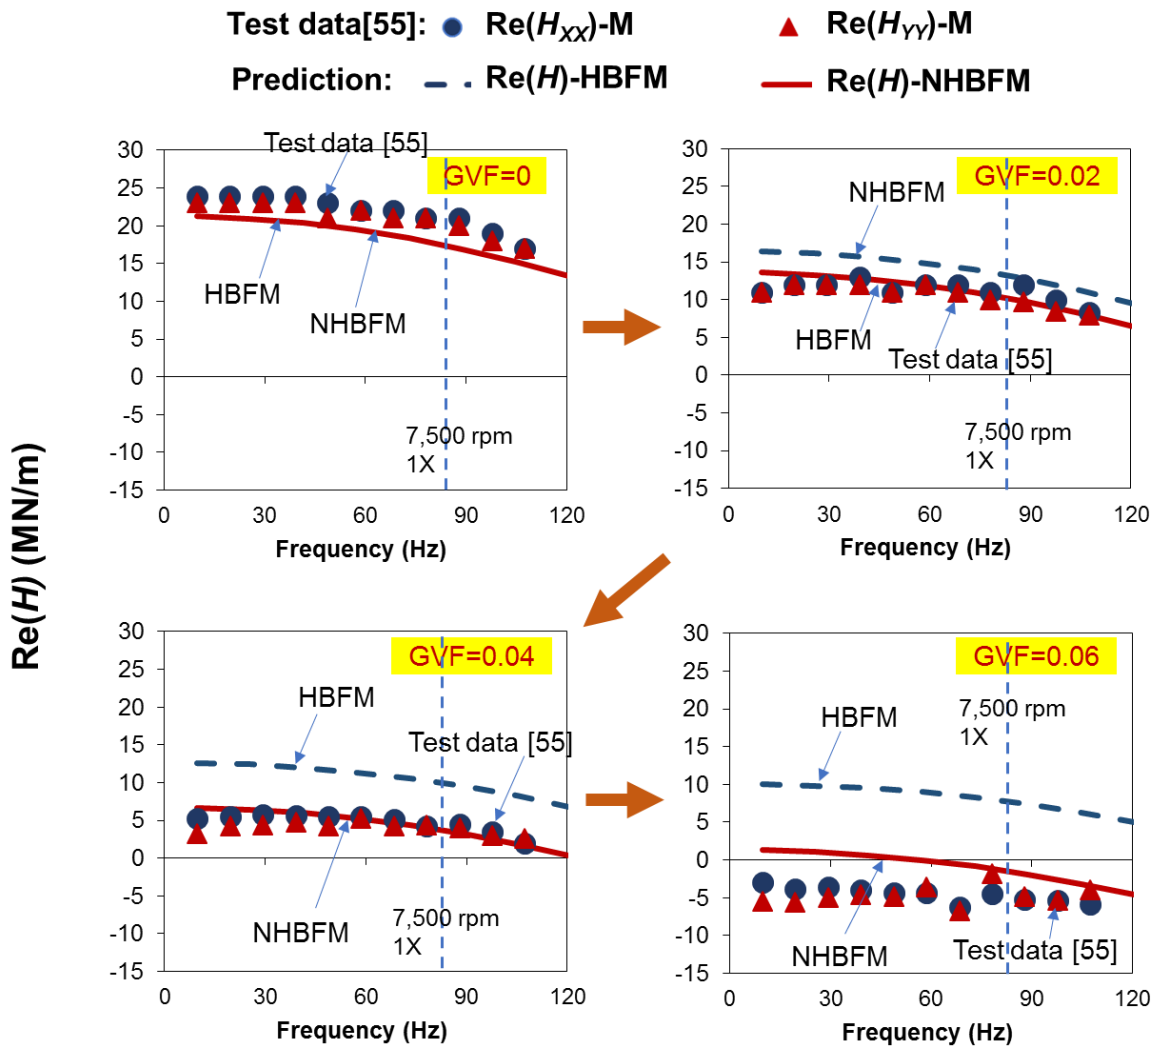 Test data[55]: Re(HXX)-M Re(HYY)-M
Prediction: Re(H)-HBFM Re(H)-NHBFM
Re(H) (MN/m)
30
25
20
15
10
5
0
-5
-10
-15
0 30 60 90 120
Frequency (Hz)
Test data [55]
GVF=0
HBFM
NHBFM
7,500 rpm
1X
30
25
20
15
10
5
0
-5
-10
-15
0 30 60 90 120
Frequency (Hz)
GVF=0.02
NHBFM
HBFM
Test data [55]
7,500 rpm
1X
30
25
20
15
10
5
0
-5
-10
-15
0 30 60 90 120
Frequency (Hz)
GVF=0.04
HBFM
Test data [55]
NHBFM
7,500 rpm
1X
30
25
20
15
10
5
0
-5
-10
-15
0 30 60 90 120
Frequency (Hz)
GVF=0.06
HBFM
7,500 rpm
1X
NHBFM
Test data [55]